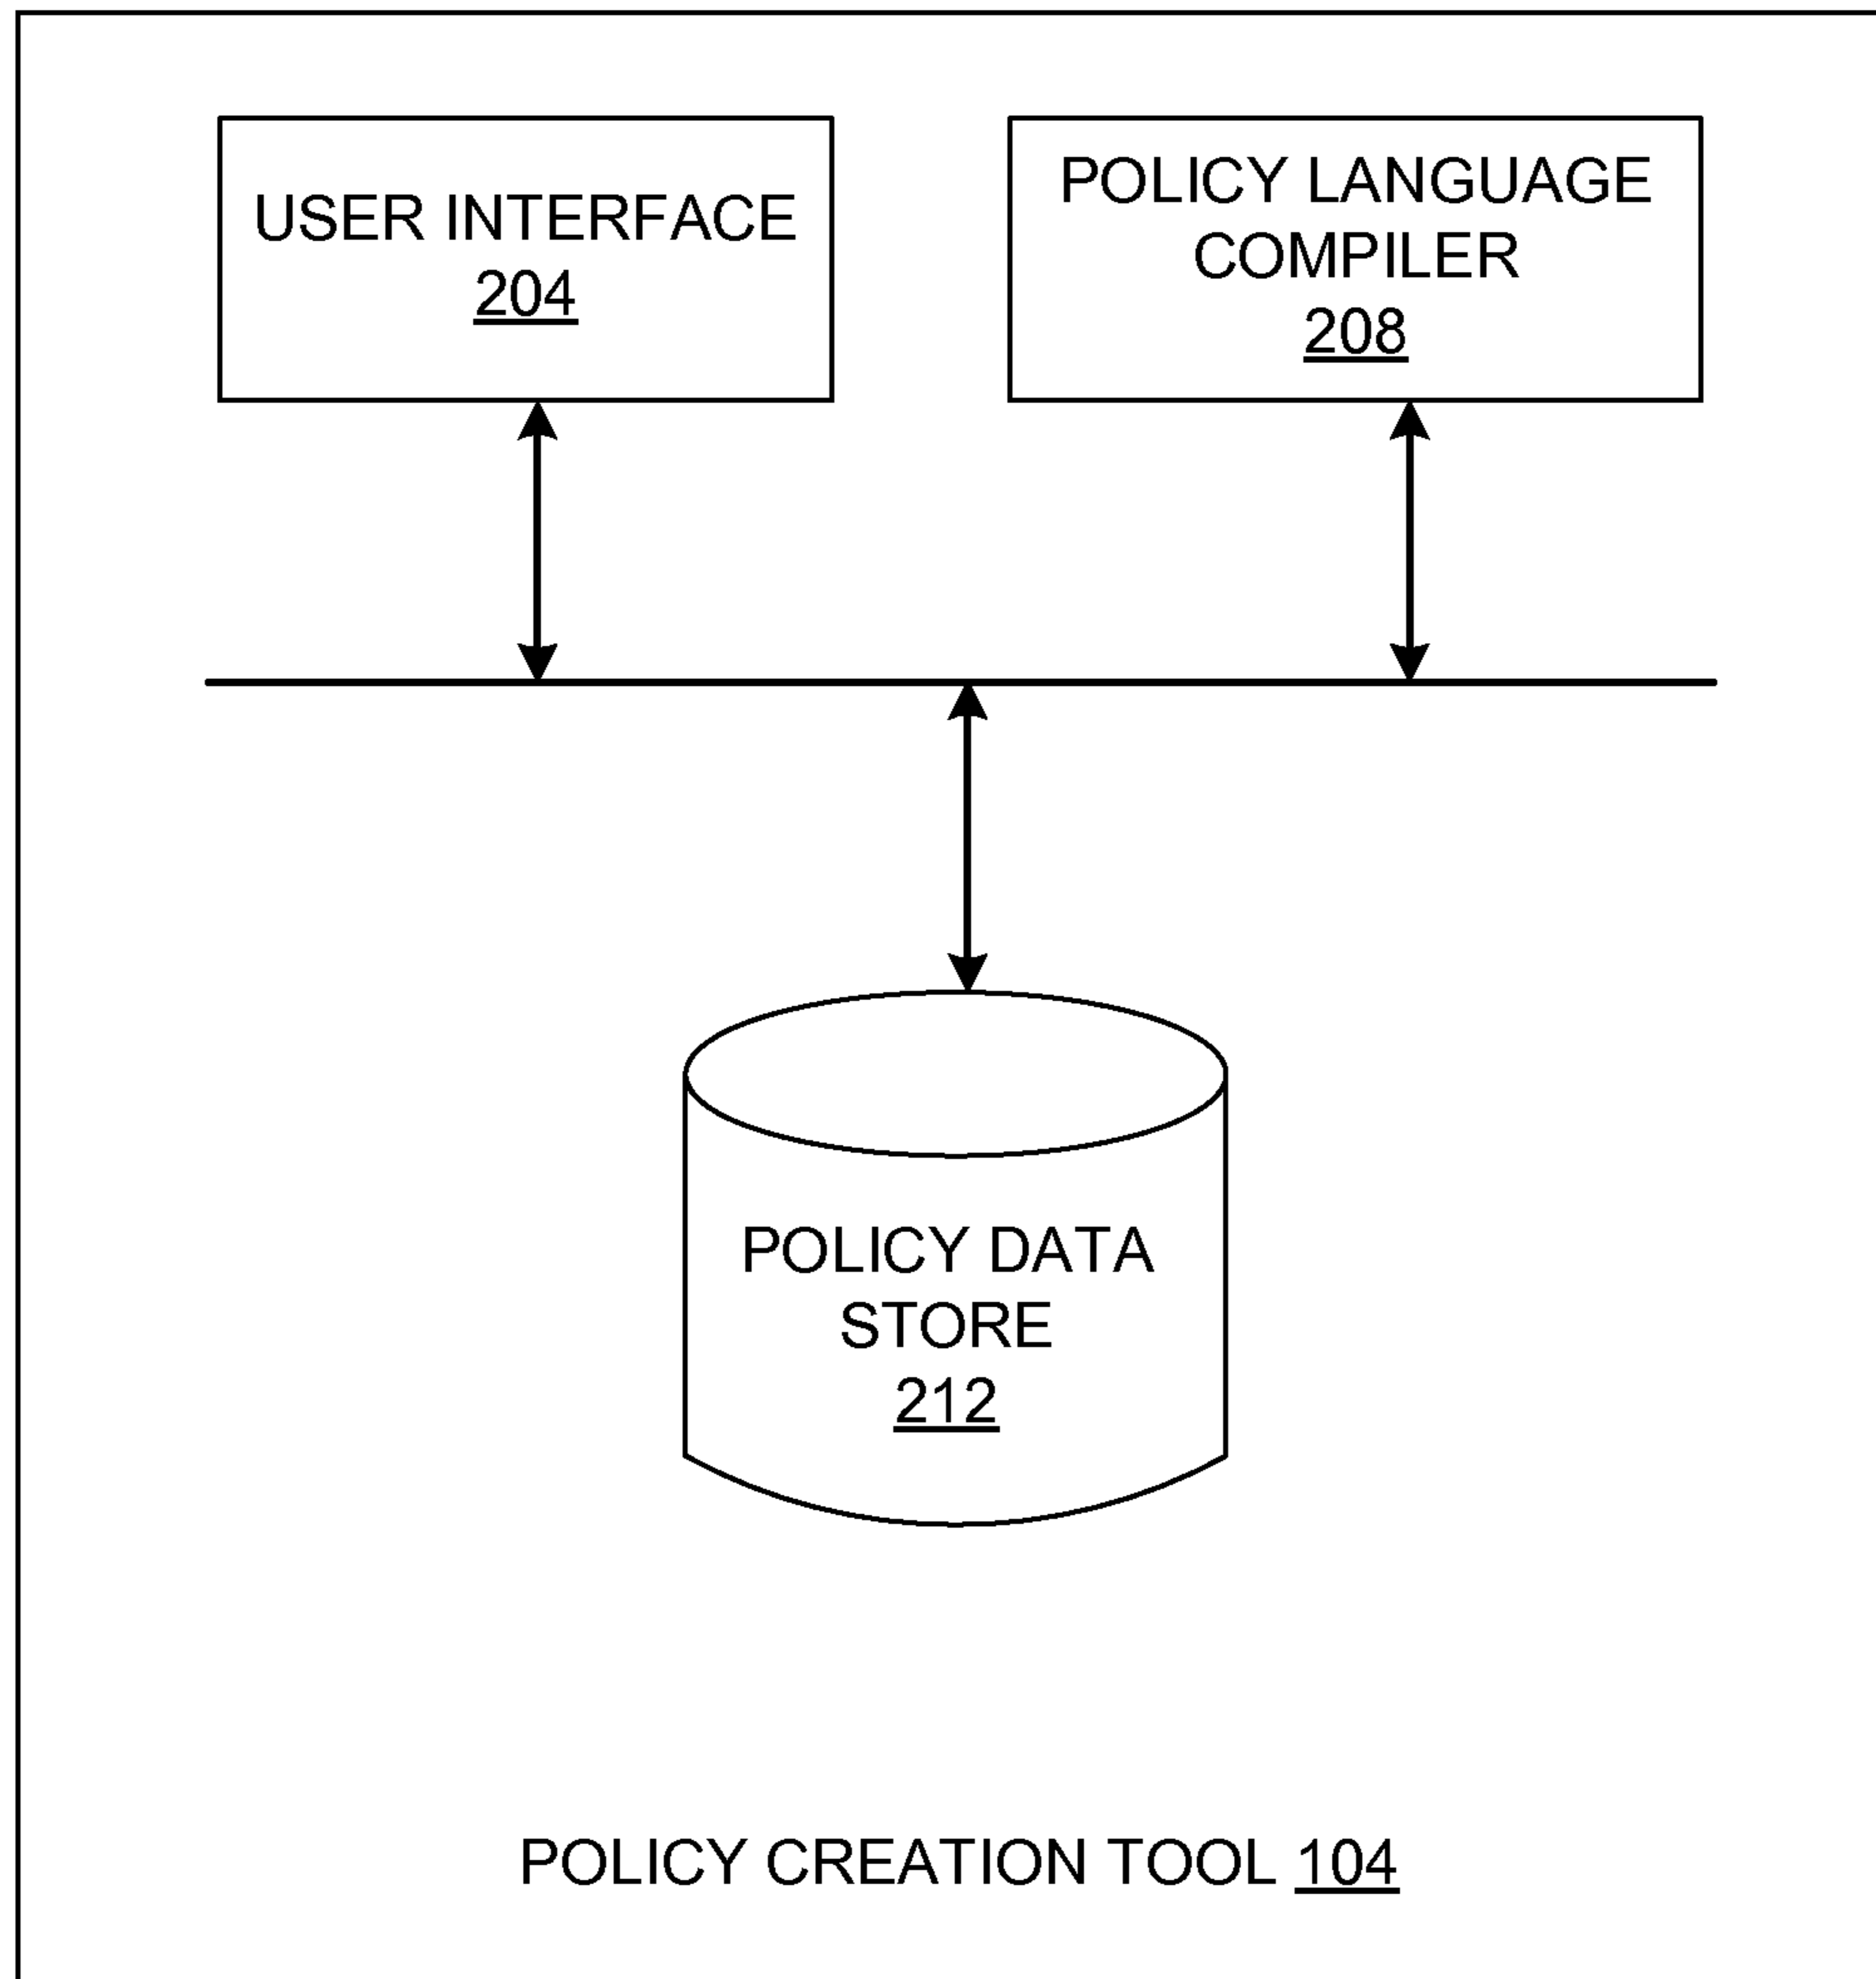 USER INTERFACE
204
POLICY LANGUAGE
COMPILER
208
POLICY DATA
STORE
212
POLICY CREATION TOOL 104